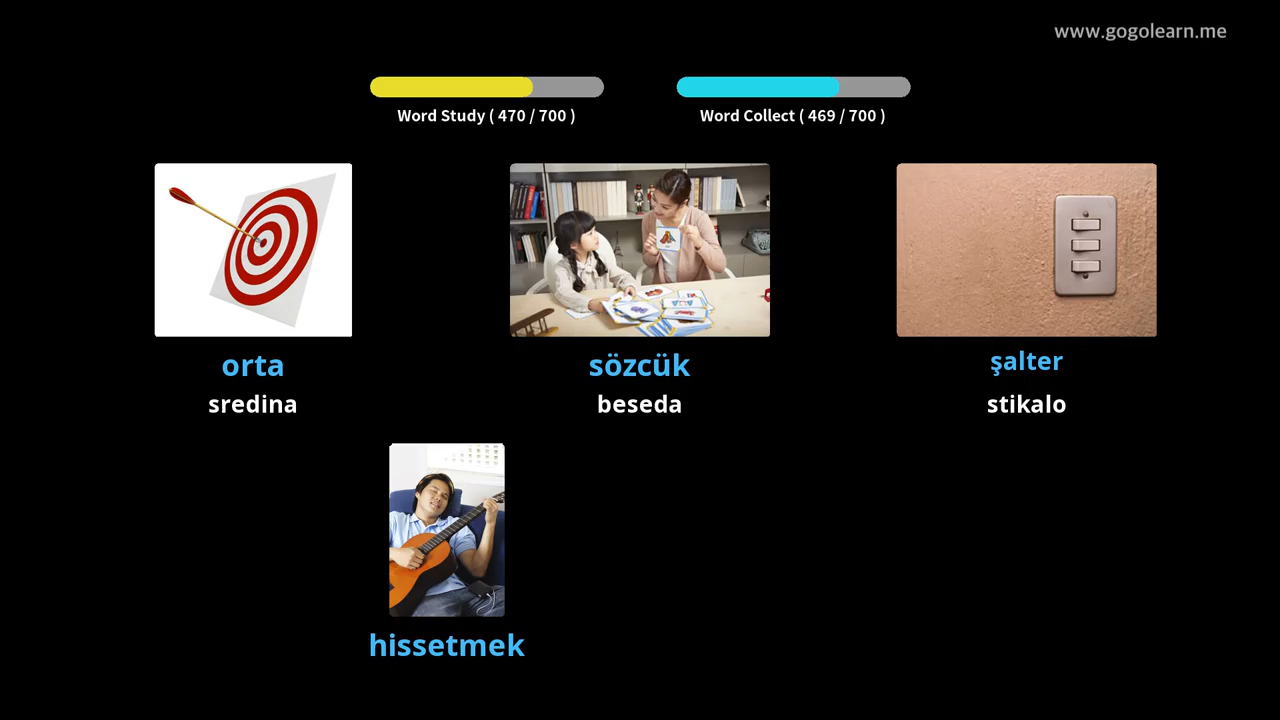 www.gogolearn.me
Word Study ( 470 / 700 )
Word Collect ( 469 / 700 )
orta
sredina
sözcük
beseda
şalter
stikalo
hissetmek